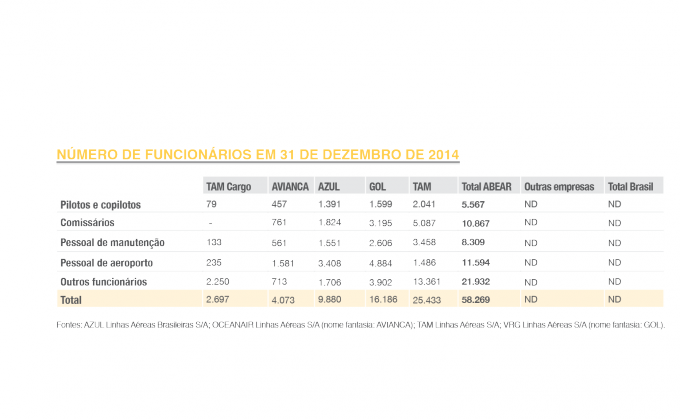 NÚMERO DE FUNCIONÁRIOS EM 31 DE DEZEMBRO DE 2014
TAM Cargo AVIANCA AZUL GOL TAM Total ABEAR Outras empresas Total Brasil
Pilotos e copilotos 79 457 1.391 1.599 2.041 5.567 ND ND
Comissários - 761 1.824 3.195 5.087 10.867 ND ND
Pessoal de manutenção 133 561 1.551 2.606 3.458 8.309 ND ND
Pessoal de aeroporto 235 1.581 3.408 4.884 1.486 11.594 ND ND
Outros funcionários 2.250 713 1.706 3.902 13.361 21.932 ND ND
Total 2.697 4.073 9.880 16.186 25.433 58.269 ND ND
Fontes: AZUL Linhas Aéreas Brasileiras S/A; OCEANAIR Linhas Aéreas S/A (nome fantasia: AVIANCA); TAM Linhas Aéreas S/A; VRG Linhas Aéreas S/A (nome fantasia: GOL).